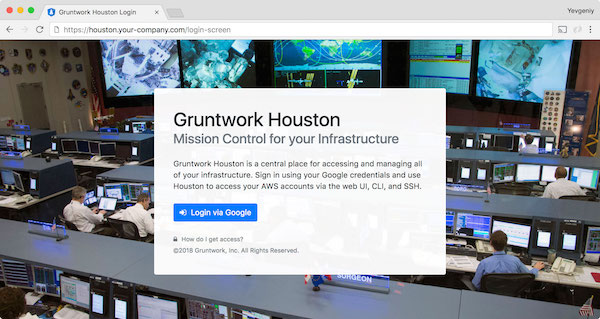 Gruntwork Houston Login
Yevgeniy
https://houston.your-company.com/login-screen
Gruntwork Houston
Mission Control for your Infrastructure
Gruntwork Houston is a central place for accessing and managing all
of your infrastructure. Sign in using your Google credentials and use
Houston to access your AWS accounts via the web UI, CLI, and SSH.
Login via Google
How do I get access?
©2018 Gruntwork, Inc. All Rights Reserved.
SURGEON